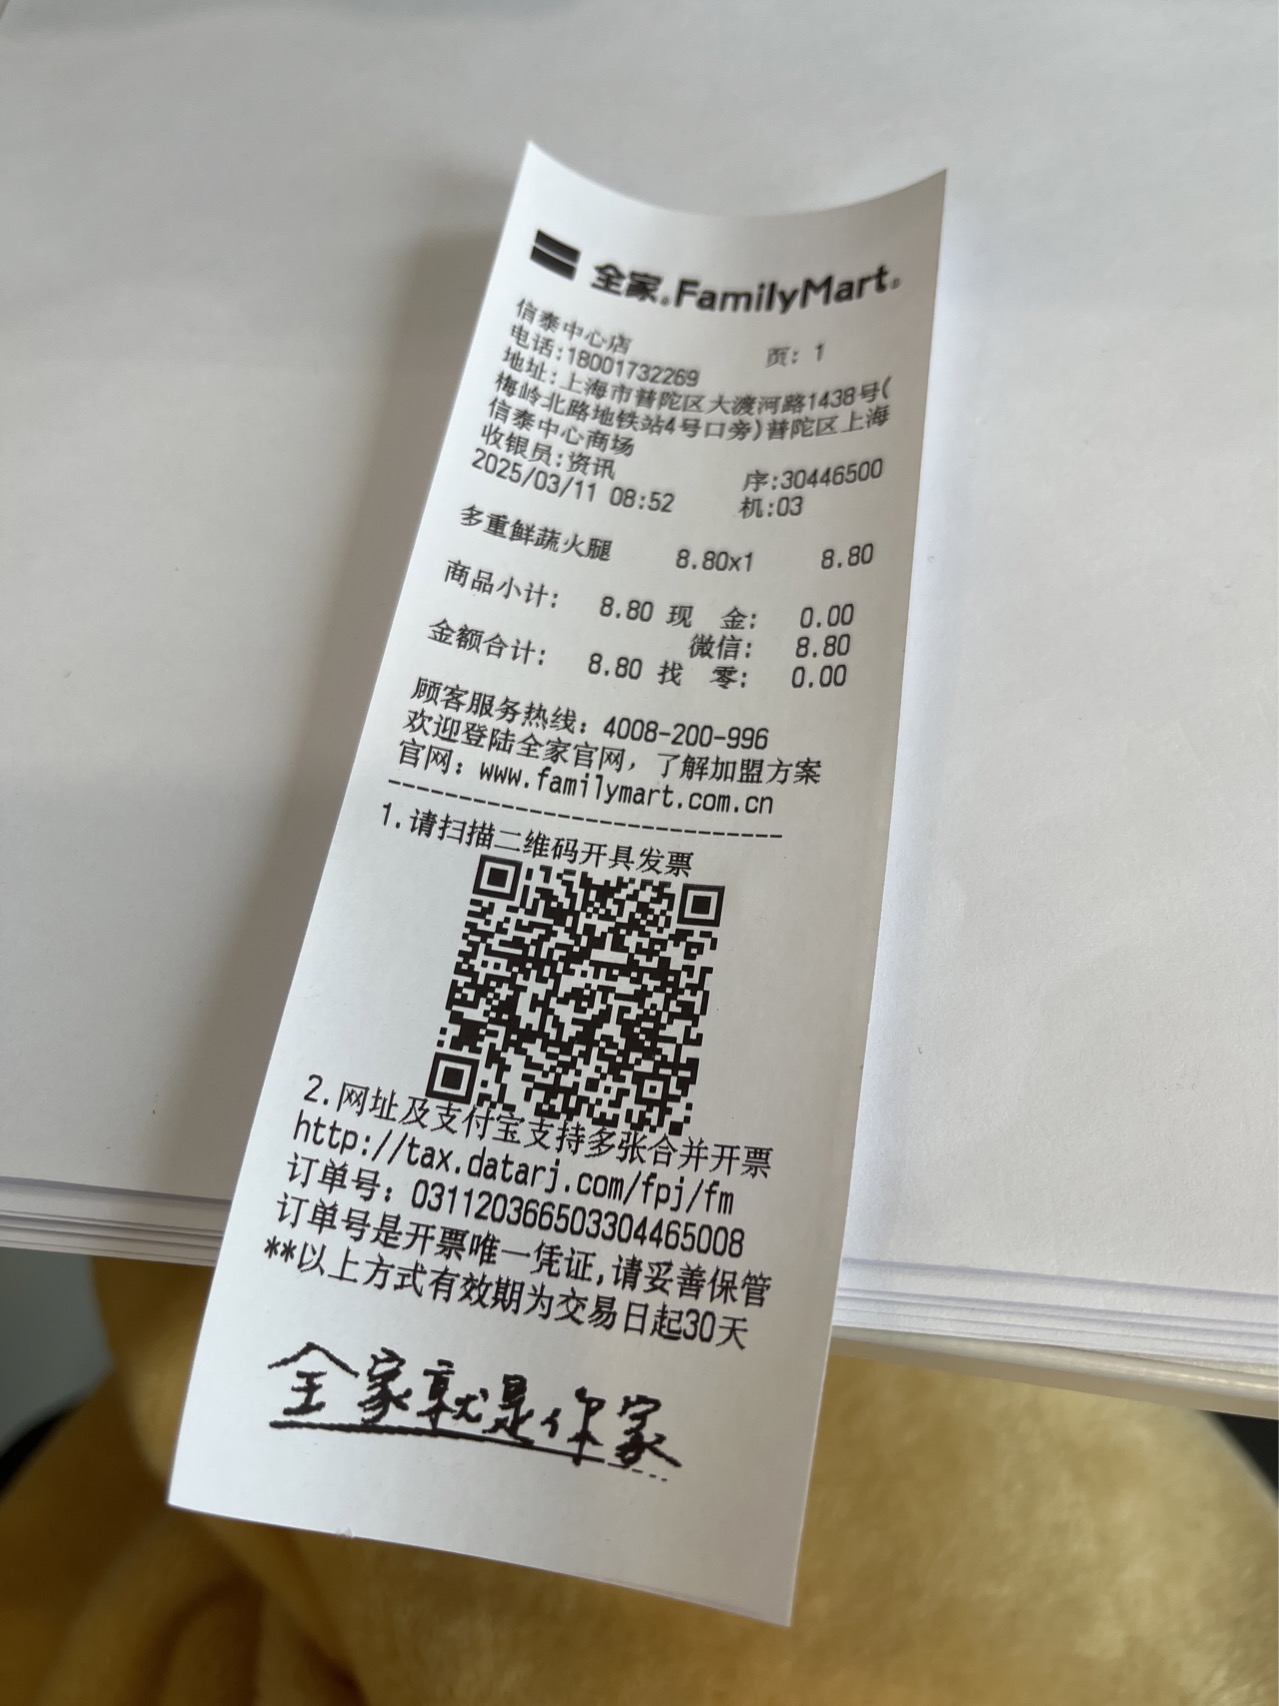 全家®FamilyMart®
信泰中心店 页: 1
电话:18001732269
地址:上海市普陀区大渡河路1438号(
梅岭北路地铁站4号口旁)普陀区上海
信泰中心商场
收银员:资讯 序:30446500
2025/03/11 08:52 机:03
多重鲜蔬火腿 8.80x1 8.80
商品小计: 8.80 现 金: 0.00
微信: 8.80
金额合计: 8.80 找 零: 0.00
顾客服务热线: 4008-200-996
欢迎登陆全家官网, 了解加盟方案
官网: www.familymart.com.cn
1.请扫描二维码开具发票
2.网址及支付宝支持多张合并开票
http://tax.datarj.com/fpj/fm
订单号: 031120366503304465008
订单号是开票唯一凭证,请妥善保管
**以上方式有效期为交易日起30天
全家就是你家